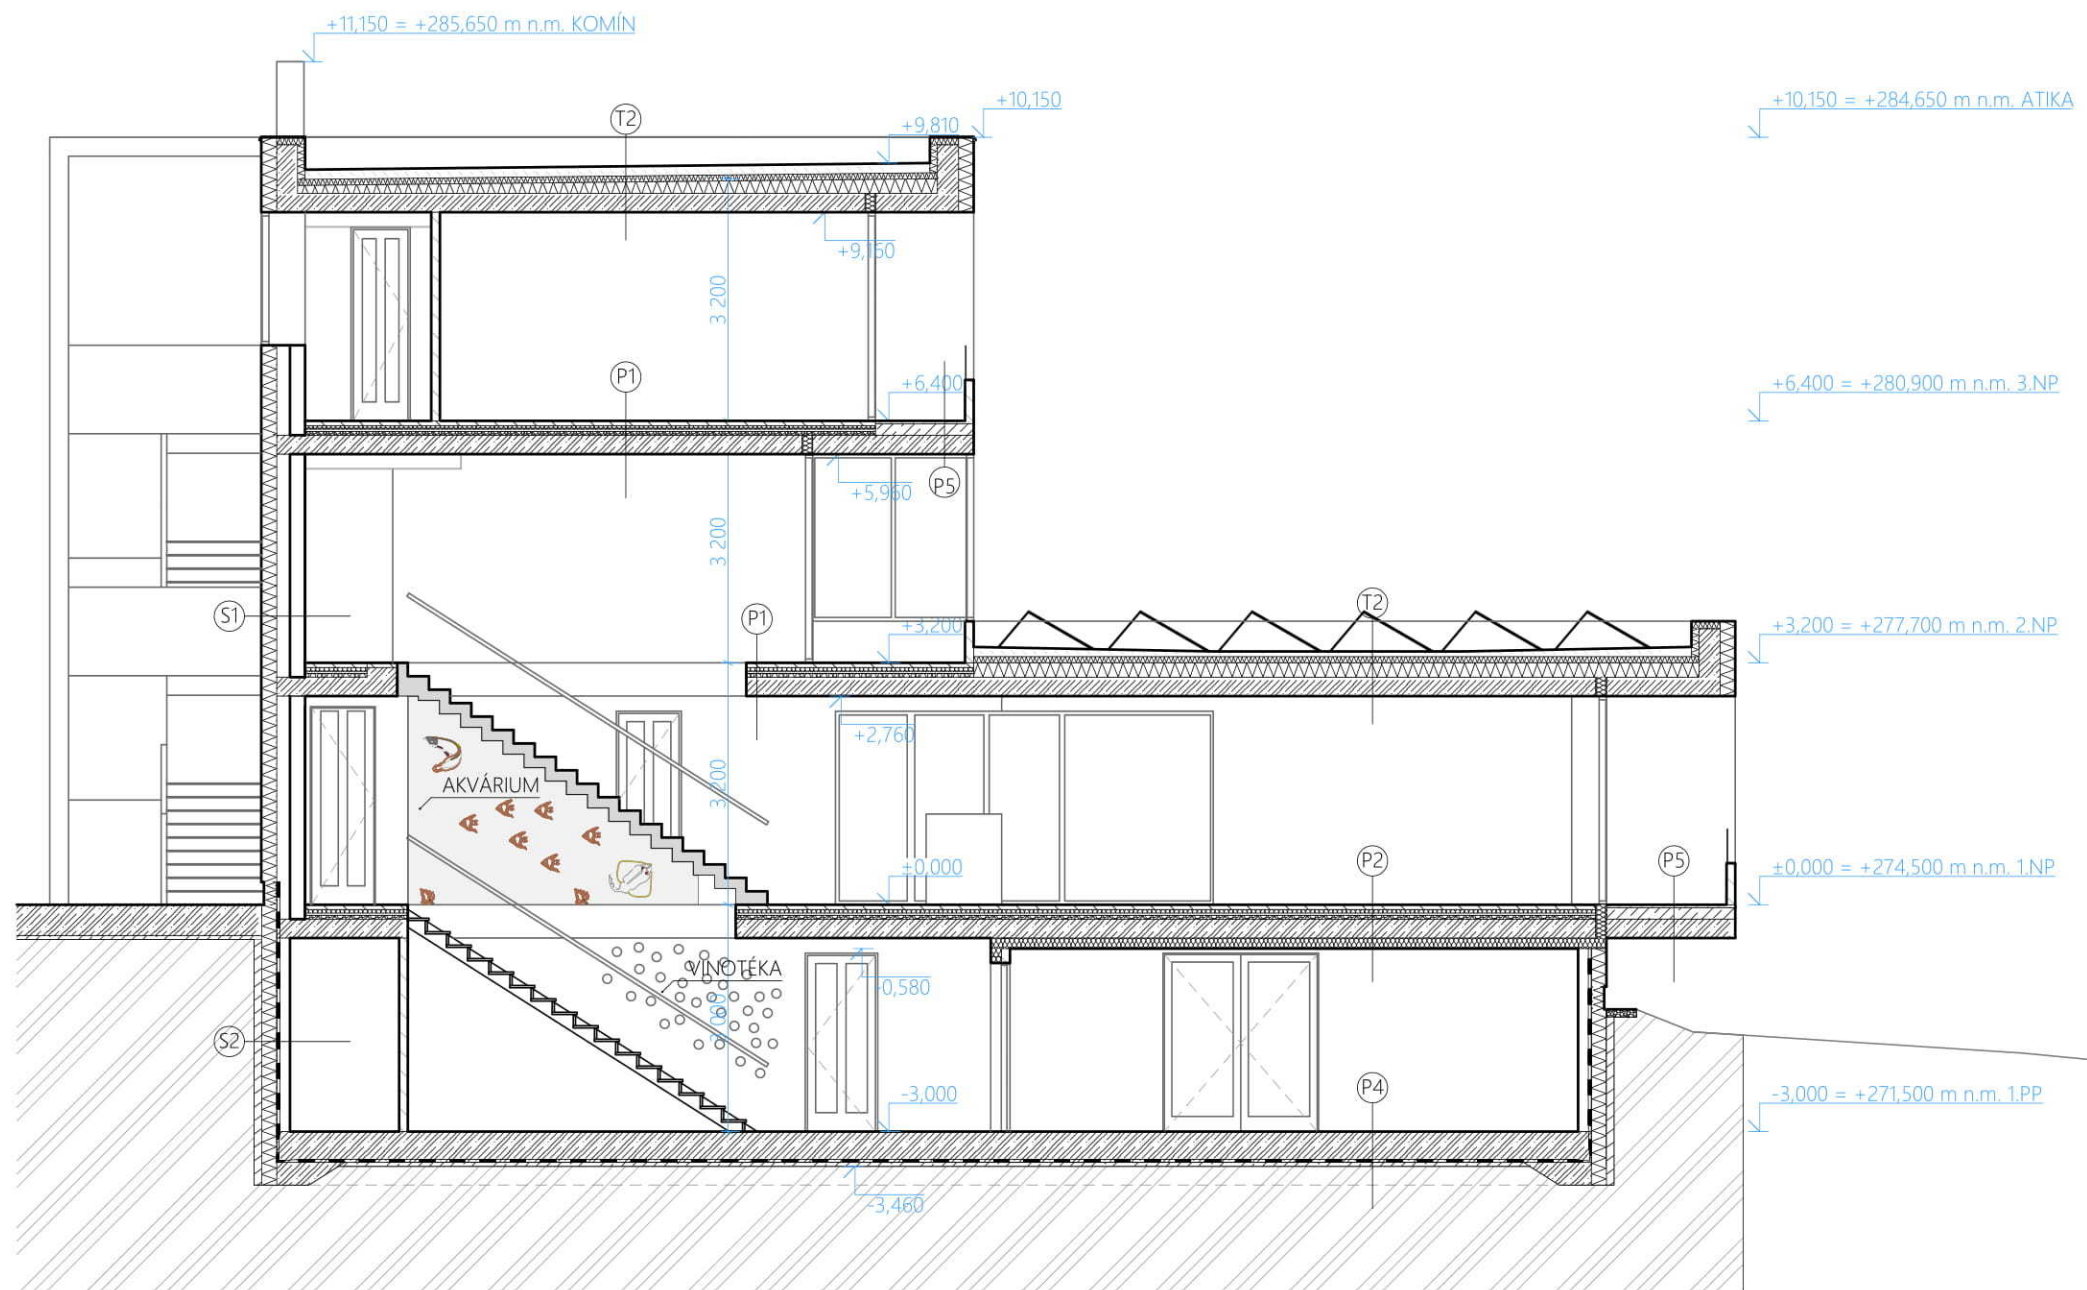 +11,150 = +285,650 m n.m. KOMÍN
+10,150
+10,150 = +284,650 m n.m. ATIKA
T2
+9,810
+9,160
3 200
P1
+6,400
+6,400 = +280,900 m n.m. 3.NP
P5
+5,960
3 200
S1
P1
T2
+3,200
+3,200 = +277,700 m n.m. 2.NP
+2,760
AKVÁRIUM
3 200
±0,000
P2
P5
±0,000 = +274,500 m n.m. 1.NP
VINOTÉKA
-0,580
3 000
S2
P4
-3,000
-3,000 = +271,500 m n.m. 1.PP
-3,460